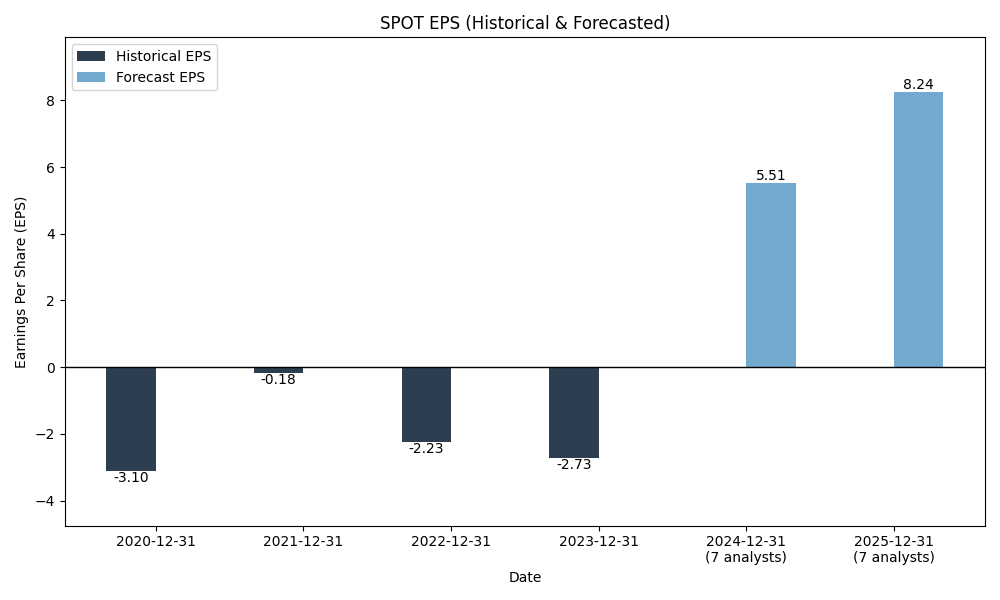 SPOT EPS (Historical & Forecasted)
Historical EPS
Forecast EPS
Earnings Per Share (EPS)
8
6
4
2
0
−2
−4
-3.10
-0.18
-2.23
-2.73
5.51
8.24
2020-12-31
2021-12-31
2022-12-31
2023-12-31
2024-12-31
(7 analysts)
2025-12-31
(7 analysts)
Date